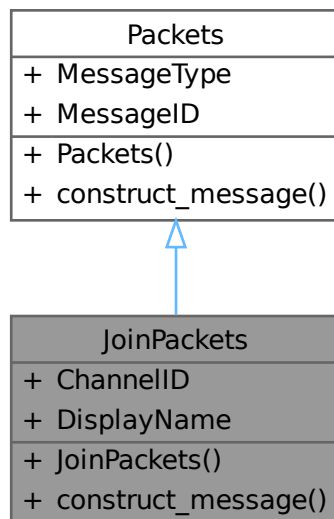 Packets
+ MessageType
+ MessageID
+ Packets()
+ construct_message()
JoinPackets
+ ChannelID
+ DisplayName
+ JoinPackets()
+ construct_message()